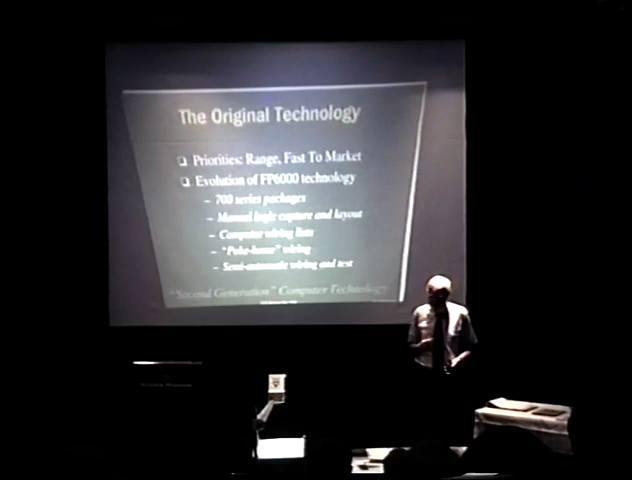 The Original Technology
❑ Priorities: Range, Fast To Market
❑ Evolution of FP6000 technology
– 700 series packages
– Manual logic capture and layout
– Computer wiring lists
– "Poke-home" wiring
– Semi-automatic wiring and test
"Second Generation" Computer Technology